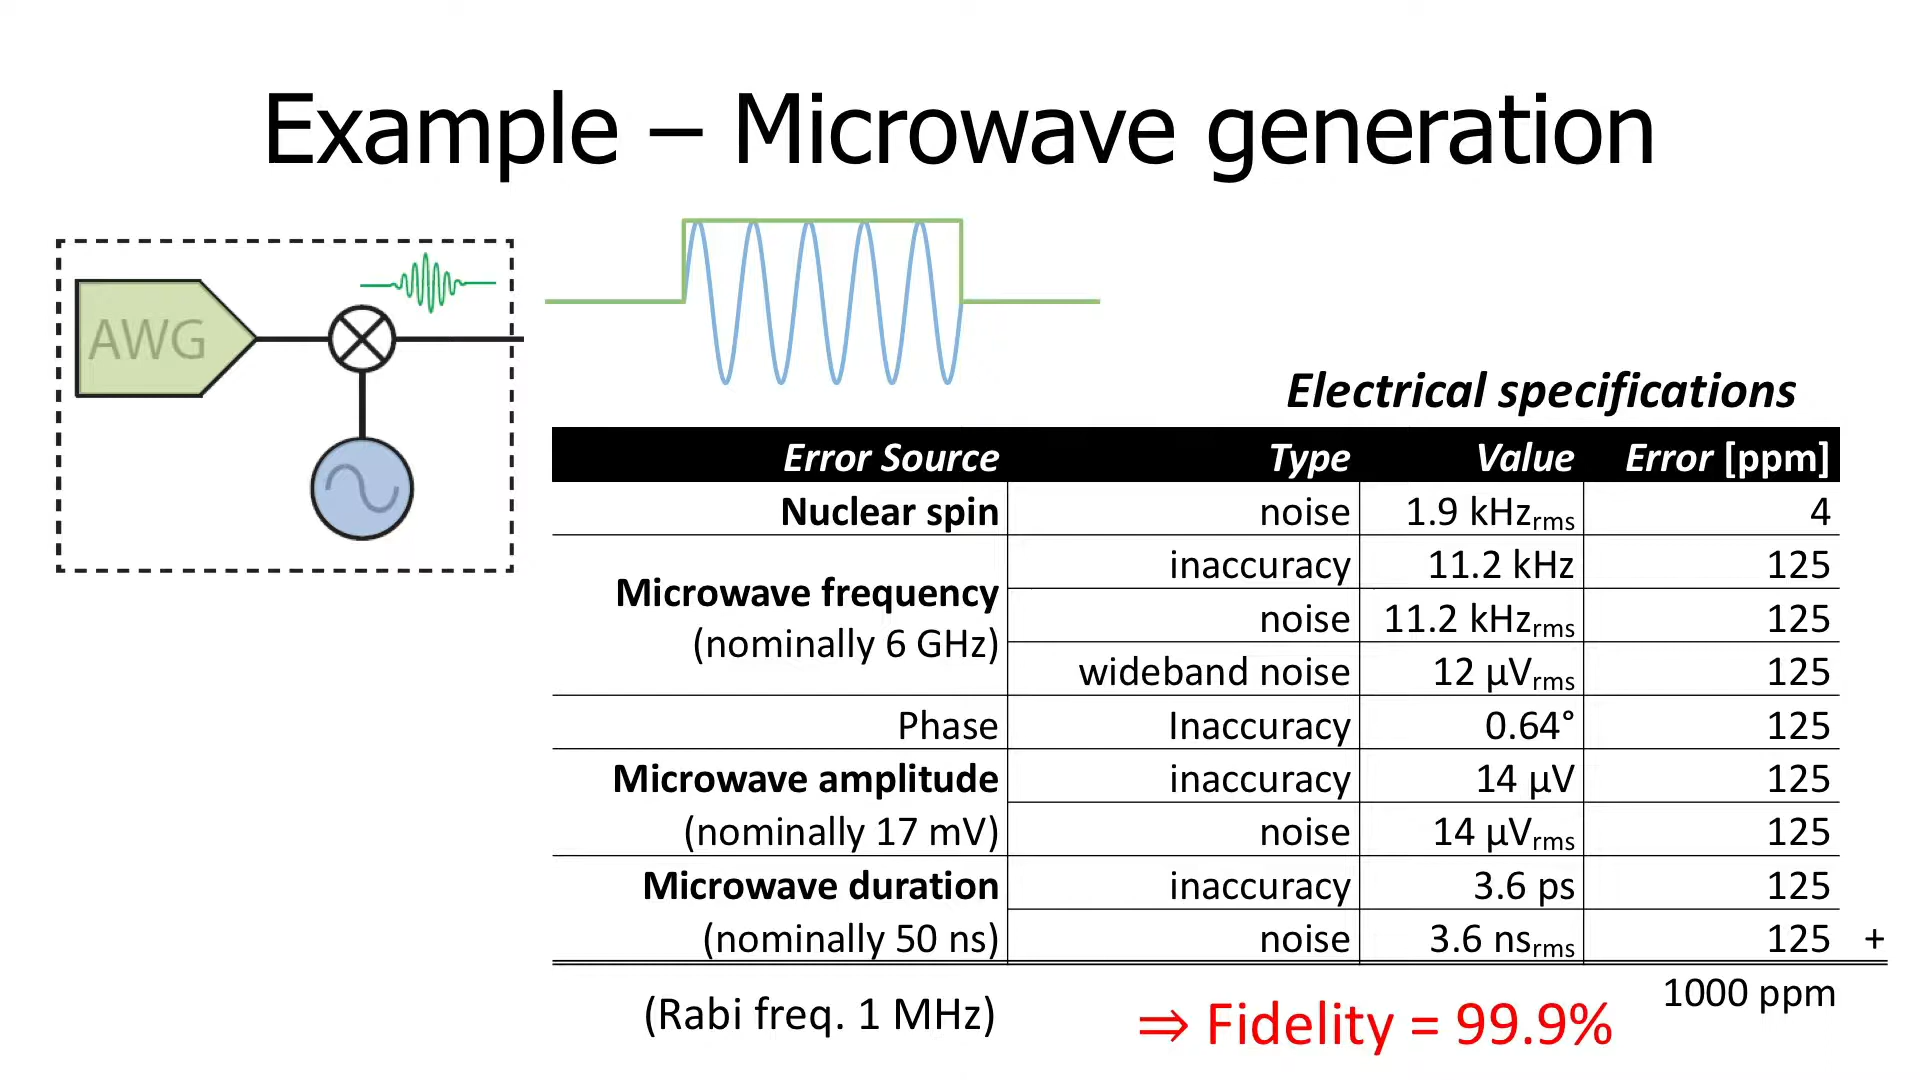 Example – Microwave generation
AWG
Electrical specifications
Error Source Type Value Error [ppm]
Nuclear spin noise 1.9 kHzrms 4
Microwave frequency
(nominally 6 GHz)
inaccuracy 11.2 kHz 125
noise 11.2 kHzrms 125
wideband noise 12 µVrms 125
Phase Inaccuracy 0.64° 125
Microwave amplitude inaccuracy 14 µV 125
(nominally 17 mV) noise 14 µVrms 125
Microwave duration inaccuracy 3.6 ps 125
(nominally 50 ns) noise 3.6 nsrms 125 +
1000 ppm
(Rabi freq. 1 MHz) ⇒ Fidelity = 99.9%